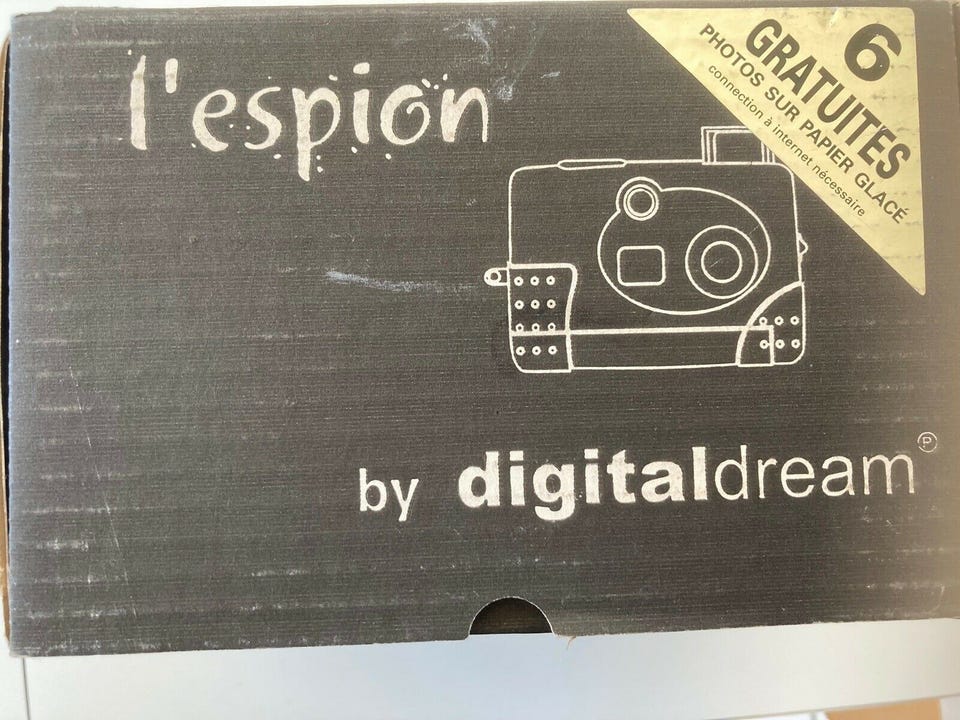 l'espion
6
GRATUITES
PHOTOS SUR PAPIER GLACÉ
connection à internet nécessaire
by digitaldream Ⓟ